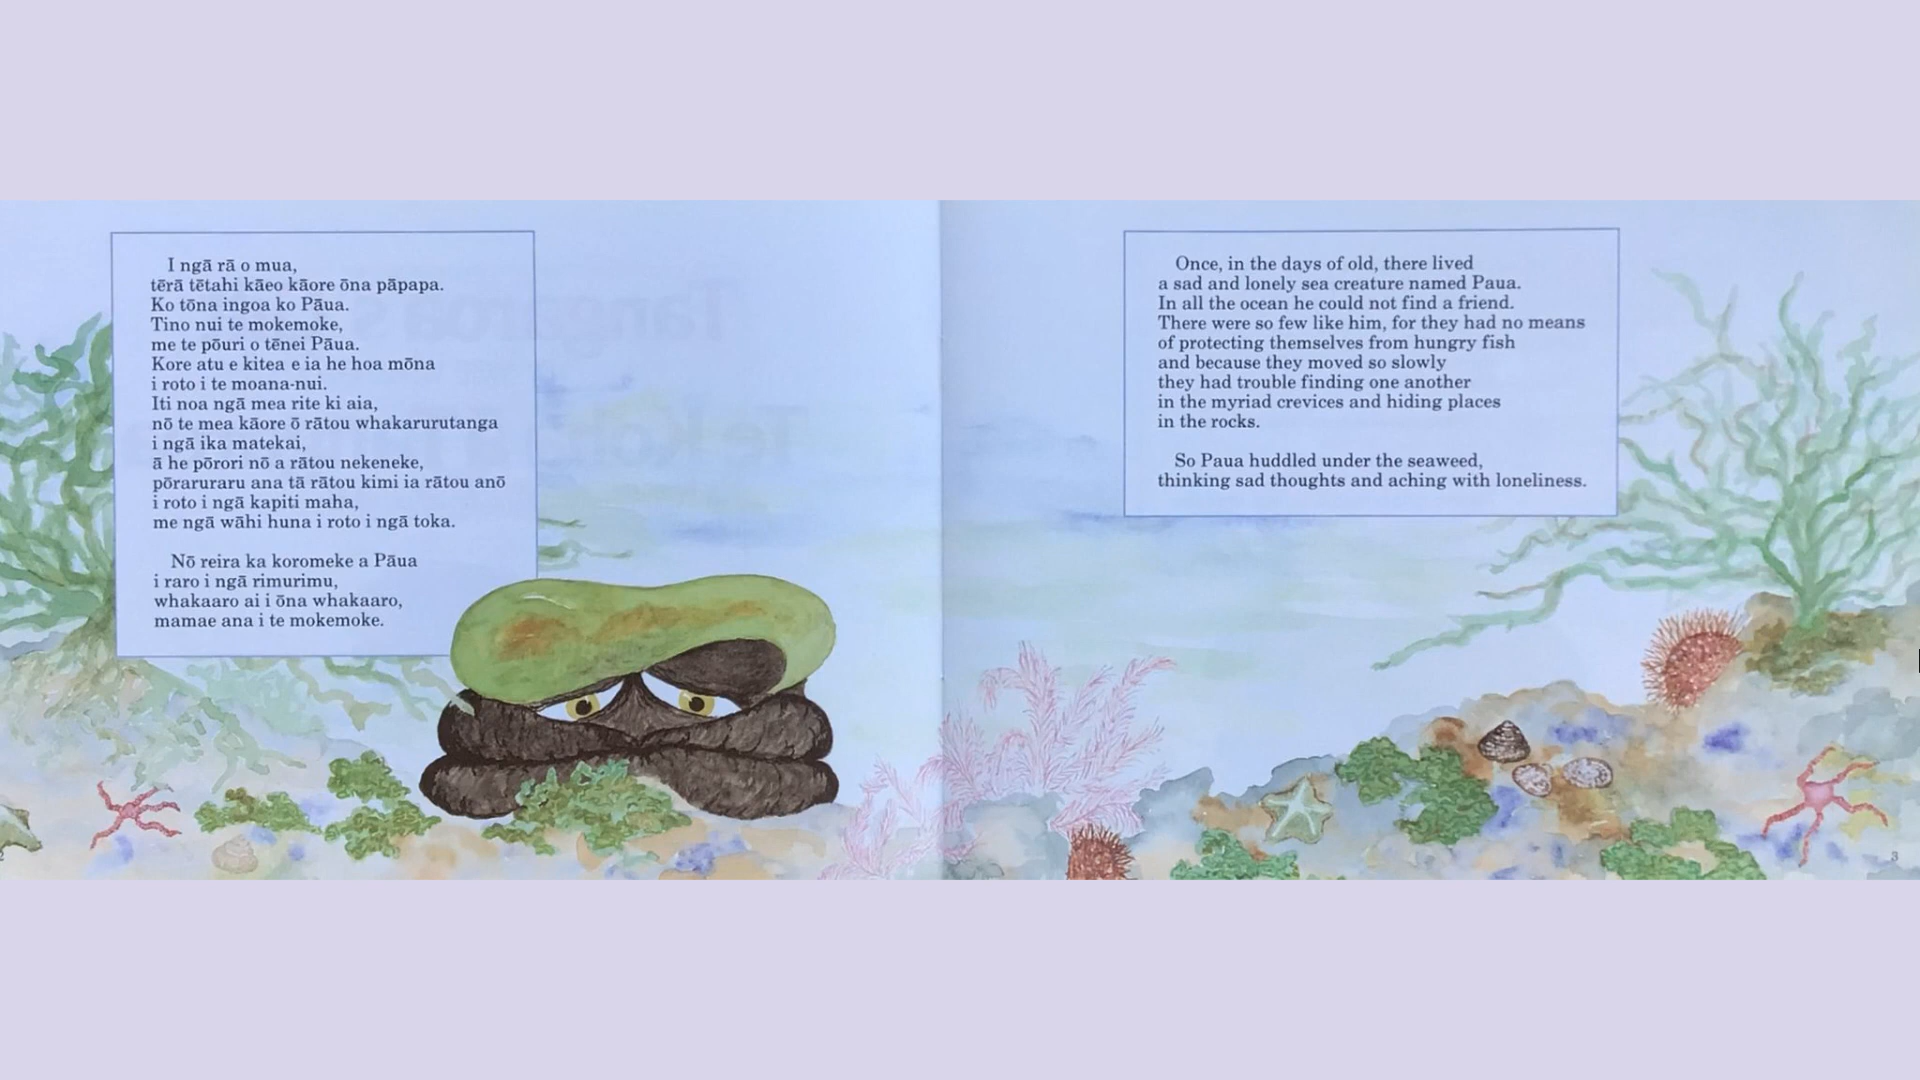 I ngā rā o mua,
tērā tētahi kāeo kāore ōna pāpapa.
Ko tōna ingoa ko Pāua.
Tino nui te mokemoke,
me te pōuri o tēnei Pāua.
Kore atu e kitea e ia he hoa mōna
i roto i te moana-nui.
Iti noa ngā mea rite ki aia,
nō te mea kāore ō rātou whakarurutanga
i ngā ika matekai,
ā he pōrori nō a rātou nekeneke,
pōraruraru ana tā rātou kimi ia rātou anō
i roto i ngā kapiti maha,
me ngā wāhi huna i roto i ngā toka.
Nō reira ka koromeke a Pāua
i raro i ngā rimurimu,
whakaaro ai i ōna whakaaro,
mamae ana i te mokemoke.
2
Once, in the days of old, there lived
a sad and lonely sea creature named Paua.
In all the ocean he could not find a friend.
There were so few like him, for they had no means
of protecting themselves from hungry fish
and because they moved so slowly
they had trouble finding one another
in the myriad crevices and hiding places
in the rocks.
So Paua huddled under the seaweed,
thinking sad thoughts and aching with loneliness.
3